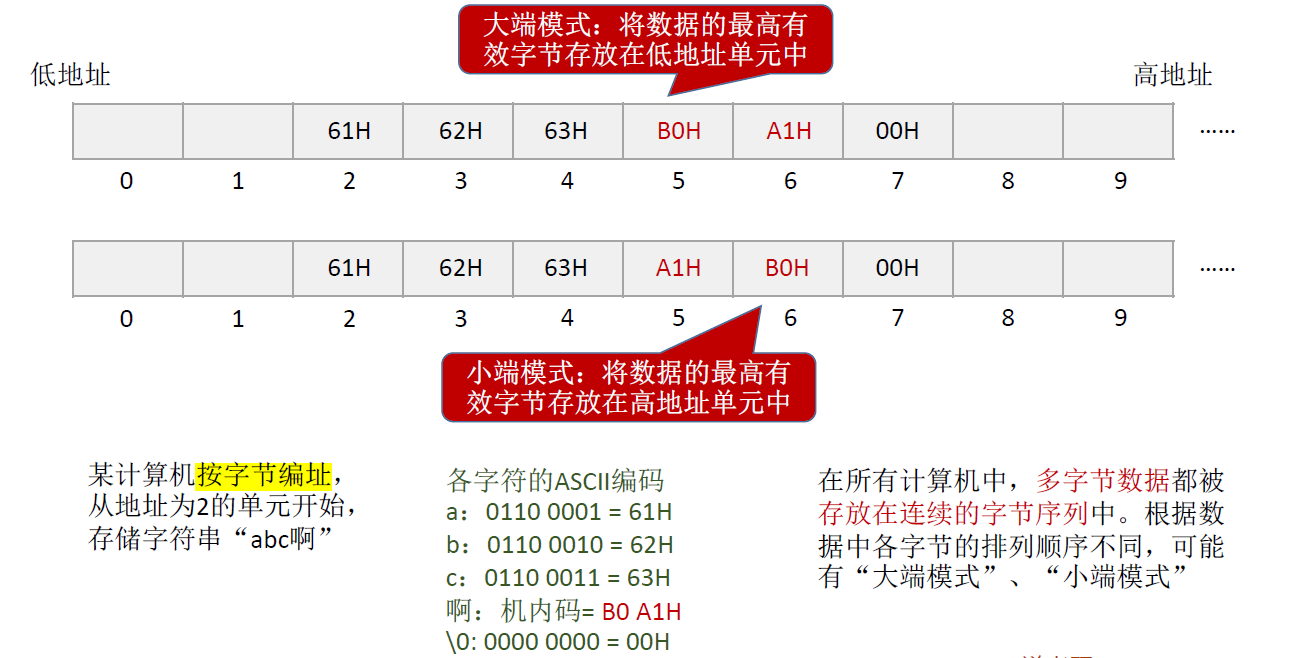 大端模式：将数据的最高有
效字节存放在低地址单元中
低地址
高地址
61H 62H 63H B0H A1H 00H ……
0 1 2 3 4 5 6 7 8 9
61H 62H 63H A1H B0H 00H ……
0 1 2 3 4 5 6 7 8 9
小端模式：将数据的最高有
效字节存放在高地址单元中
某计算机按字节编址，
从地址为2的单元开始，
存储字符串“abc啊”
各字符的ASCII编码
a：0110 0001 = 61H
b：0110 0010 = 62H
c：0110 0011 = 63H
啊：机内码= B0 A1H
\0: 0000 0000 = 00H
在所有计算机中，多字节数据都被
存放在连续的字节序列中。根据数
据中各字节的排列顺序不同，可能
有“大端模式”、“小端模式”